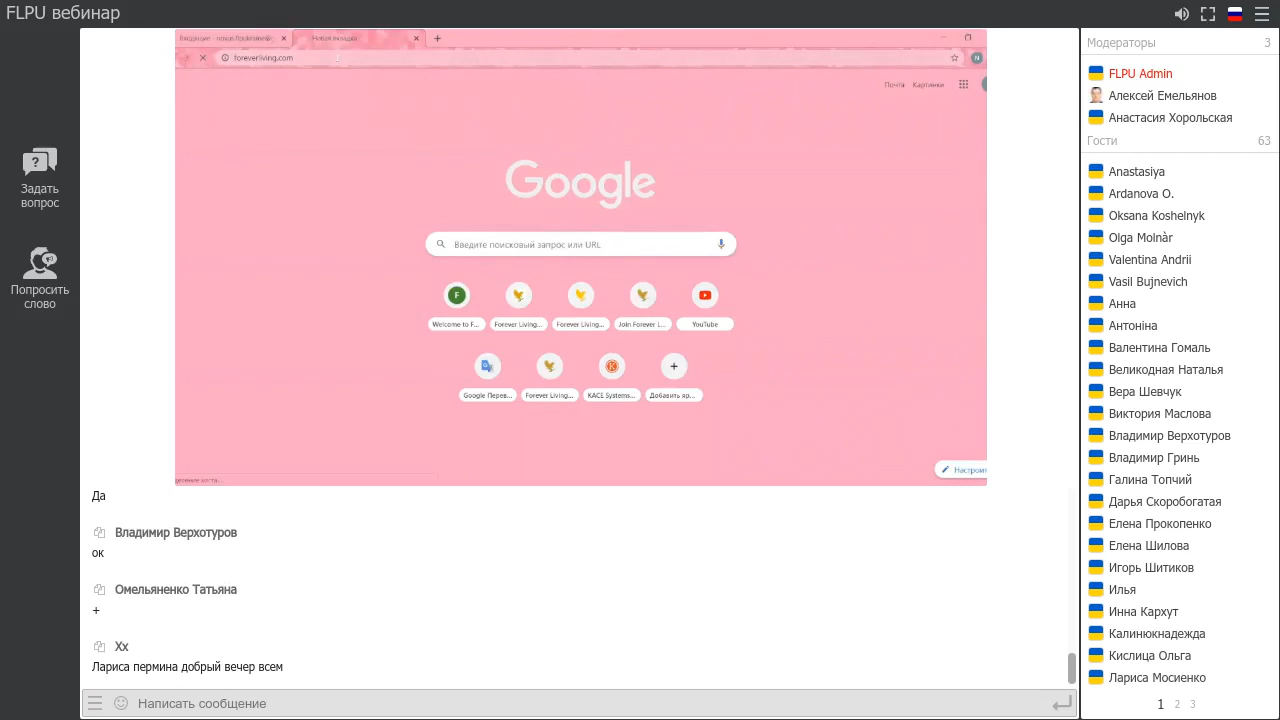 FLPU вебинар
Задать
вопрос
Попросить
слово
Новая вкладка
foreverliving.com
N
Почта Картинки
Google
Введите поисковый запрос или URL
F
Welcome to F...
Forever Living...
Forever Living...
Join Forever L...
YouTube
Google Перев...
Forever Living...
KACE Systems...
Добавить яр...
Да
Владимир Верхотуров
ок
Омельяненко Татьяна
+
Хх
Лариса пермина добрый вечер всем
Написать сообщение
Модераторы 3
FLPU Admin
Алексей Емельянов
Анастасия Хорольская
Гости 63
Anastasiya
Ardanova O.
Oksana Koshelnyk
Olga Molnàr
Valentina Andrii
Vasil Bujnevich
Анна
Антоніна
Валентина Гомаль
Великодная Наталья
Вера Шевчук
Виктория Маслова
Владимир Верхотуров
Владимир Гринь
Галина Топчий
Дарья Скоробогатая
Елена Прокопенко
Елена Шилова
Игорь Шитиков
Илья
Инна Кархут
Калинюкнадежда
Кислица Ольга
Лариса Мосиенко
1 2 3